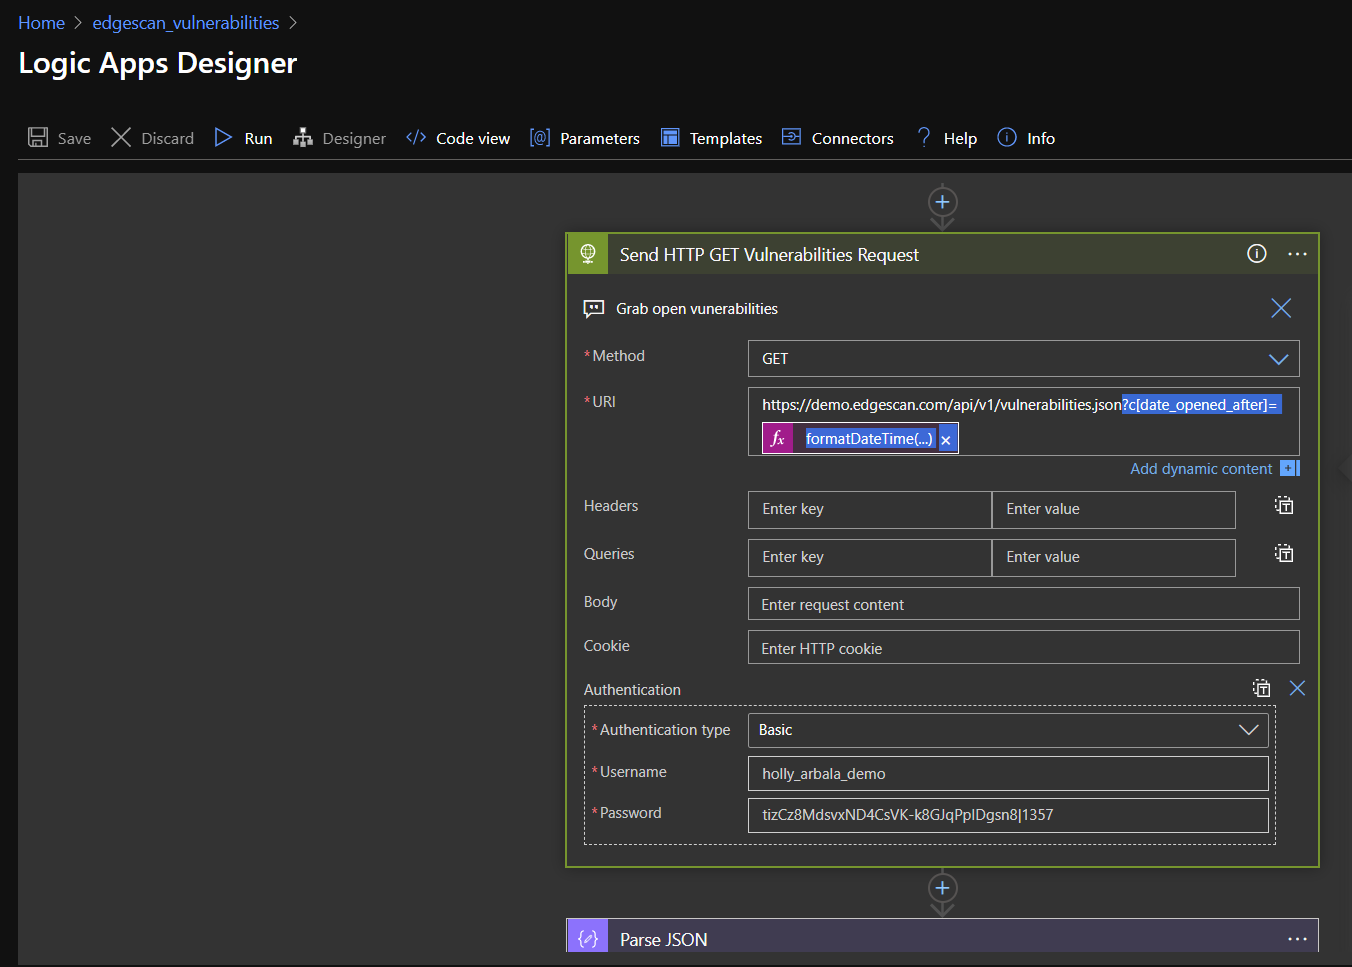 Home > edgescan_vulnerabilities >
Logic Apps Designer
Save Discard Run Designer Code view Parameters Templates Connectors Help Info
Send HTTP GET Vulnerabilities Request
Grab open vunerabilities
*Method GET
*URI https://demo.edgescan.com/api/v1/vulnerabilities.json?c[date_opened_after]=
fx formatDateTime(...) ×
Add dynamic content
Headers Enter key Enter value
Queries Enter key Enter value
Body Enter request content
Cookie Enter HTTP cookie
Authentication
*Authentication type Basic
*Username holly_arbala_demo
*Password tizCz8MdsvxND4CsVK-k8GJqPpIDgsn8|1357
Parse JSON